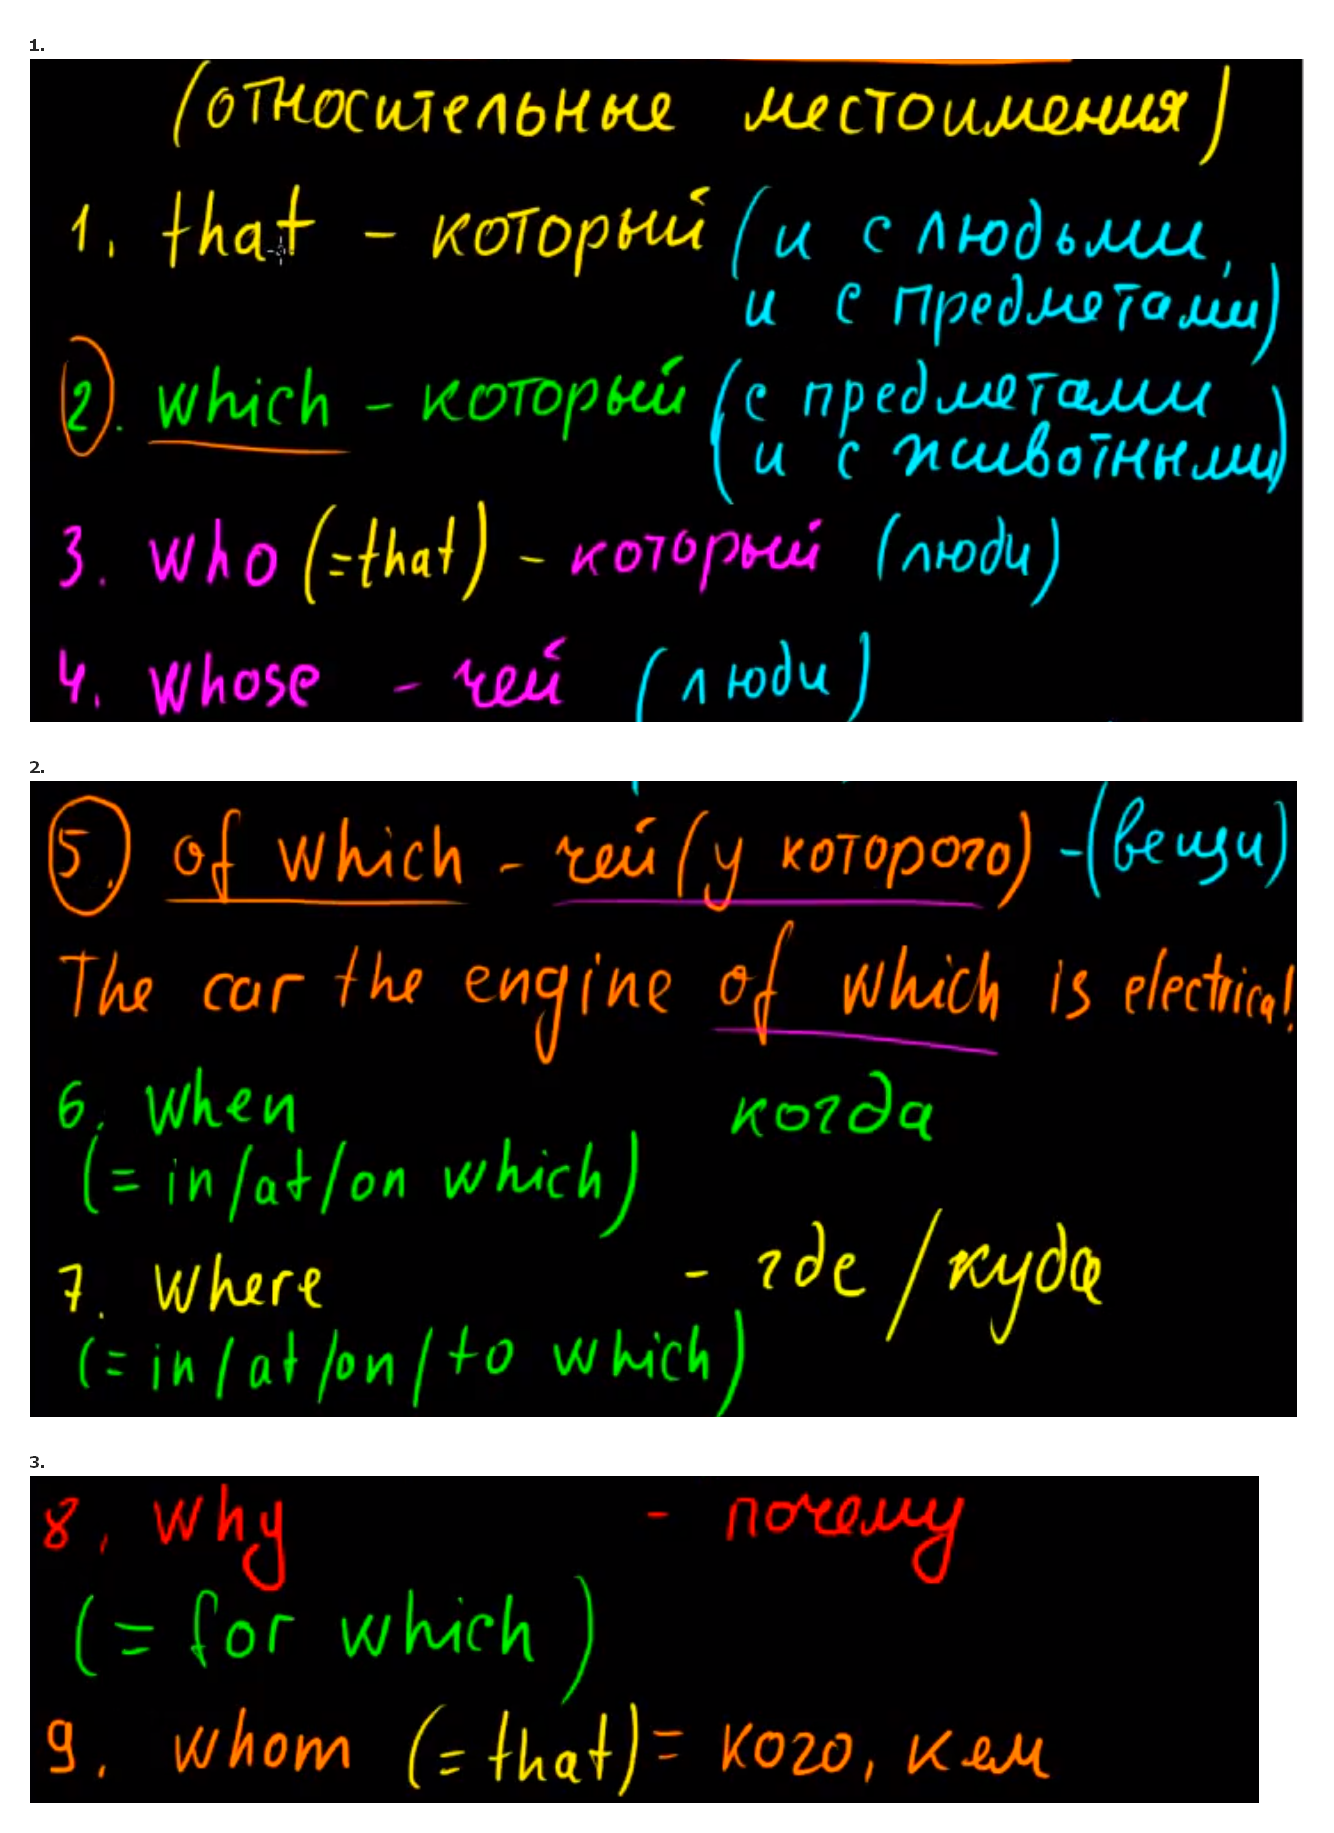 1.
(относительные местоимения)
1. that - который (и с людьми,
и с предметами)
2. which - который (с предметами
и с животными)
3. who (=that) - который (люди)
4. whose - чей (люди)
2.
5. of which - чей (у которого) - (вещи)
The car the engine of which is electrical!
6. when когда
(= in/at/on which)
7. where - где/куда
(= in/at/on/to which)
3.
8. why - почему
(= for which)
9. whom (=that) = кого, кем